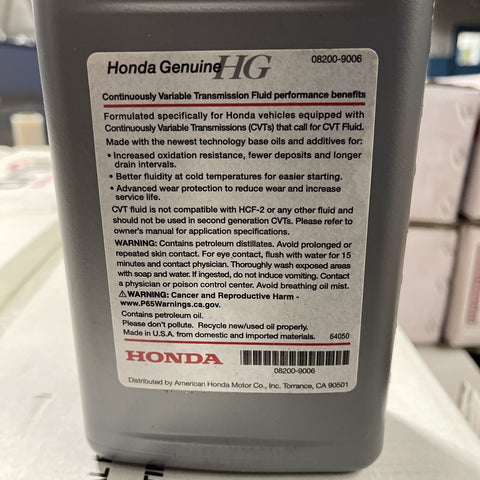 Honda Genuine HG 08200-9006
Continuously Variable Transmission Fluid performance benefits
Formulated specifically for Honda vehicles equipped with
Continuously Variable Transmissions (CVTs) that call for CVT Fluid.
Made with the newest technology base oils and additives for:
• Increased oxidation resistance, fewer deposits and longer
drain intervals.
• Better fluidity at cold temperatures for easier starting.
• Advanced wear protection to reduce wear and increase
service life.
CVT fluid is not compatible with HCF-2 or any other fluid and
should not be used in second generation CVTs. Please refer to
owner's manual for application specifications.
WARNING: Contains petroleum distillates. Avoid prolonged or
repeated skin contact. For eye contact, flush with water for 15
minutes and contact physician. Thoroughly wash exposed areas
with soap and water. If ingested, do not induce vomiting. Contact
a physician or poison control center. Avoid breathing oil mist.
⚠WARNING: Cancer and Reproductive Harm -
www.P65Warnings.ca.gov.
Contains petroleum oil.
Please don't pollute. Recycle new/used oil properly.
Made in U.S.A. from domestic and imported materials. 64050
HONDA
08200-9006
Distributed by American Honda Motor Co., Inc. Torrance, CA 90501